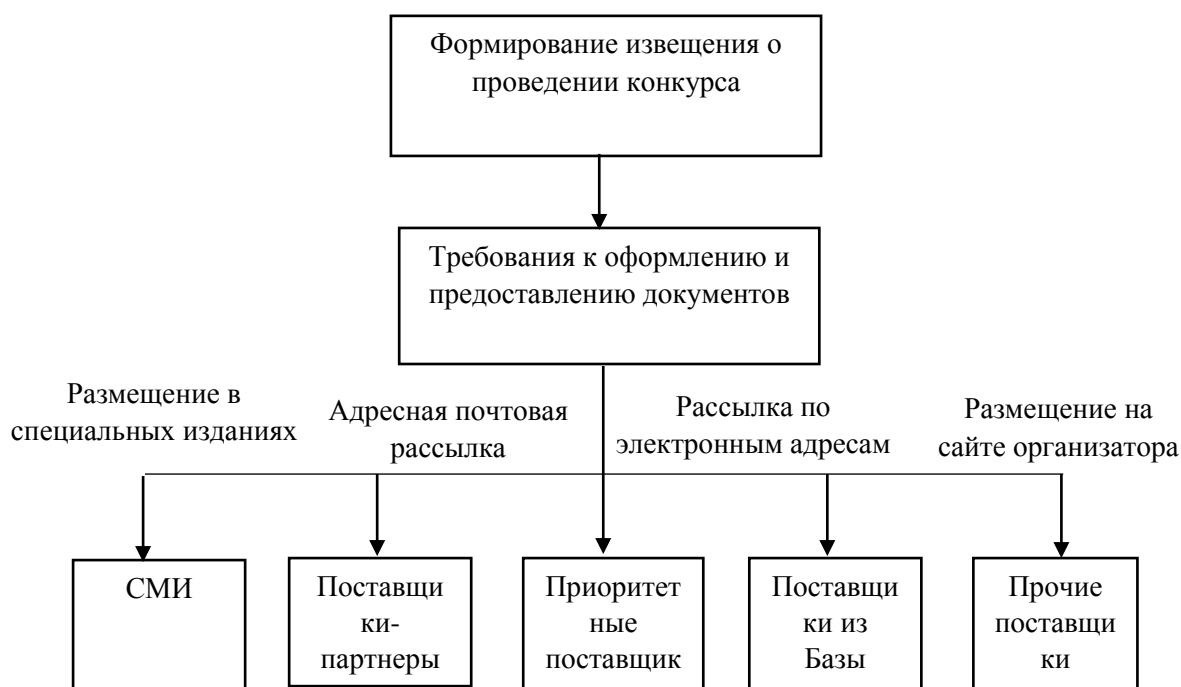 Формирование извещения о
проведении конкурса
Требования к оформлению и
предоставлению документов
Размещение в
специальных изданиях
Адресная почтовая
рассылка
Рассылка по
электронным адресам
Размещение на
сайте организатора
СМИ
Поставщи
ки-
партнеры
Приоритет
ные
поставщик
Поставщи
ки из
Базы
Прочие
поставщи
ки